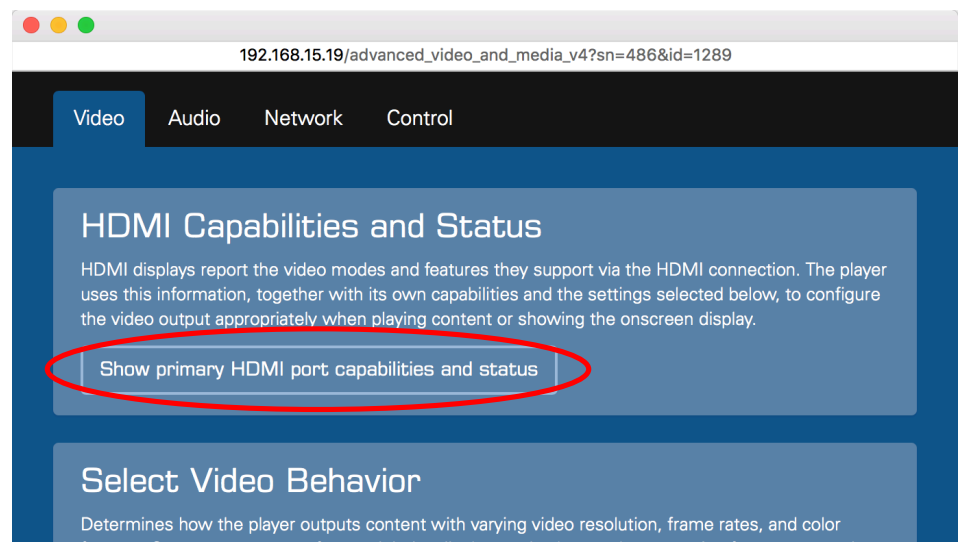 192.168.15.19/advanced_video_and_media_v4?sn=486&id=1289
Video Audio Network Control
HDMI Capabilities and Status
HDMI displays report the video modes and features they support via the HDMI connection. The player
uses this information, together with its own capabilities and the settings selected below, to configure
the video output appropriately when playing content or showing the onscreen display.
Show primary HDMI port capabilities and status
Select Video Behavior
Determines how the player outputs content with varying video resolution, frame rates, and color